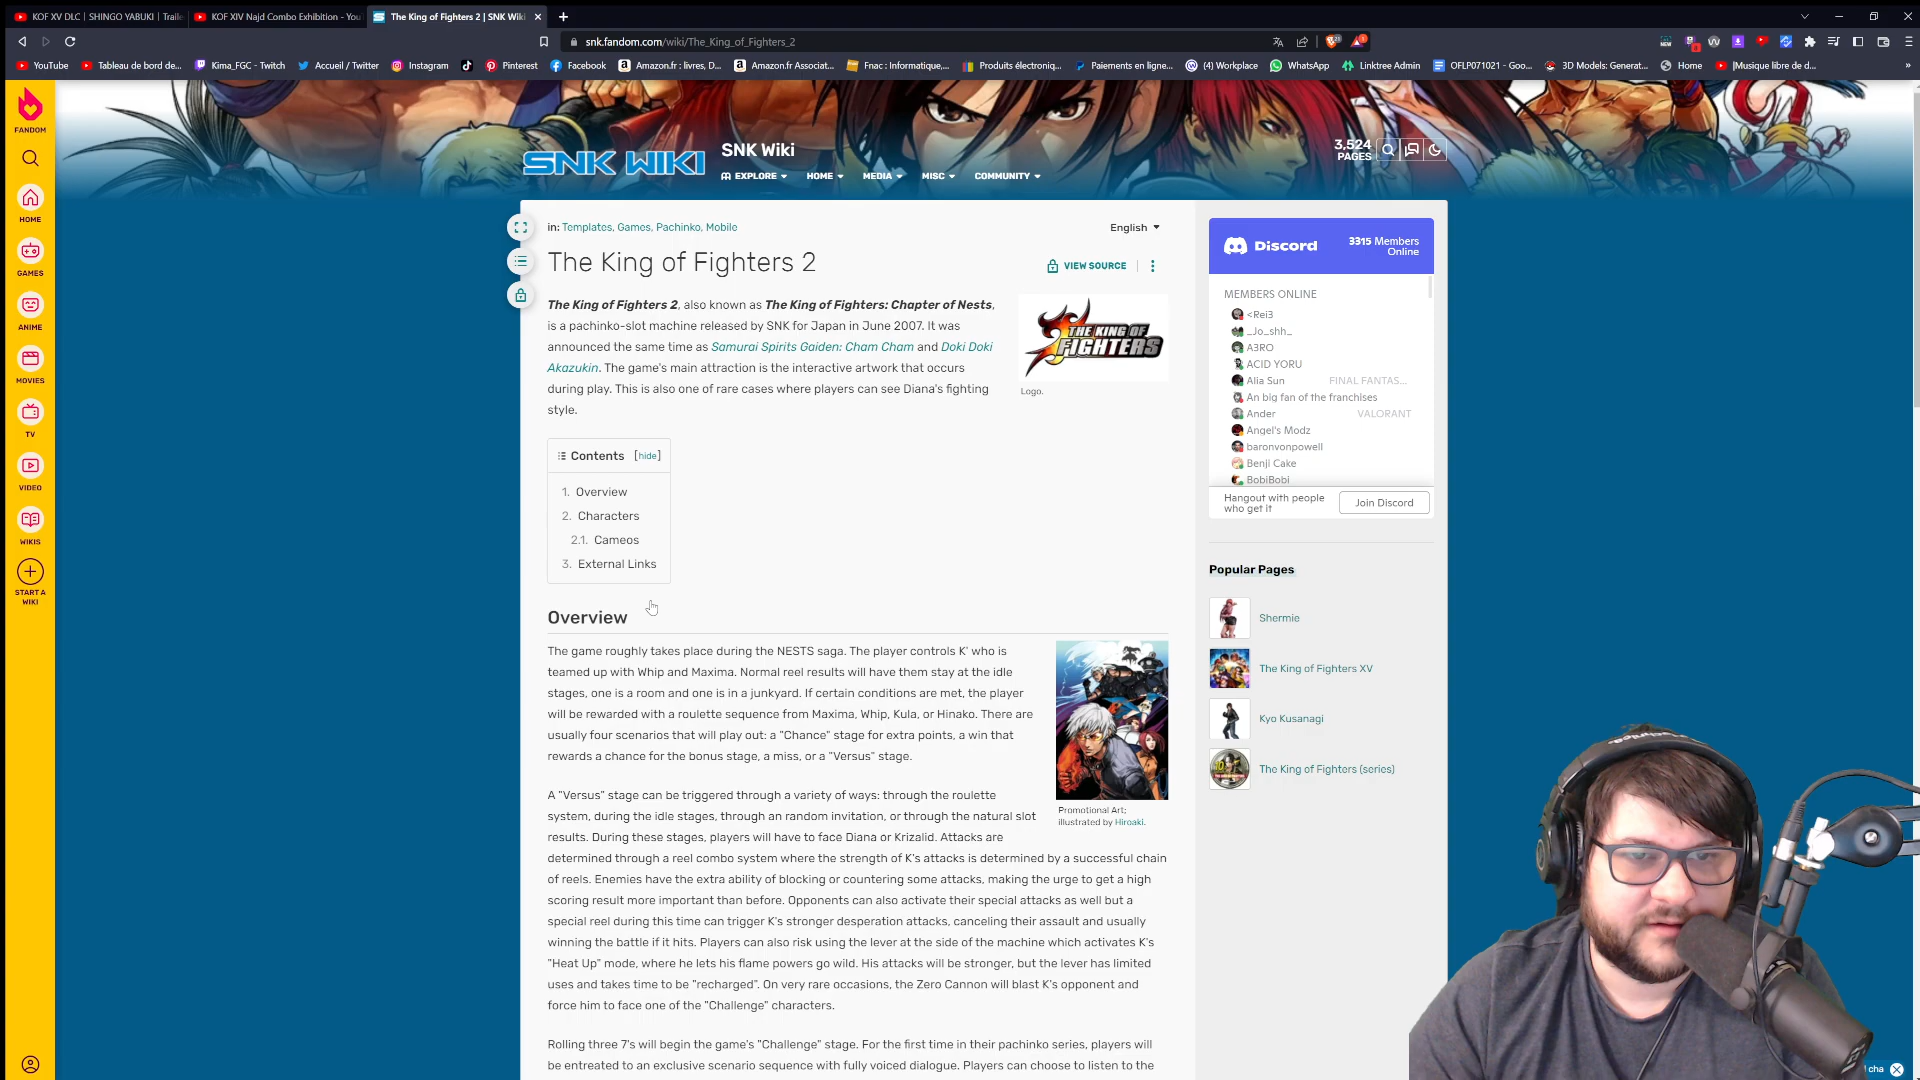 KOF XV DLC | SHINGO YABUKI | Traile
KOF XIV Najd Combo Exhibition - You
The King of Fighters 2 | SNK Wiki
snk.fandom.com/wiki/The_King_of_Fighters_2
YouTube
Tableau de bord de...
Kima_FGC - Twitch
Accueil / Twitter
Instagram
Pinterest
Facebook
Amazon.fr : livres, D...
Amazon.fr Associat...
Fnac : Informatique,...
Produits électroniq...
Paiements en ligne...
(4) Workplace
WhatsApp
Linktree Admin
OFLP071021 - Goo...
3D Models: Generat...
Home
|Musique libre de d...
»
FANDOM
HOME
GAMES
ANIME
MOVIES
TV
VIDEO
WIKIS
START A
WIKI
SNK WIKI
SNK Wiki
EXPLORE
HOME
MEDIA
MISC
COMMUNITY
3,524
PAGES
in: Templates, Games, Pachinko, Mobile
English
The King of Fighters 2
VIEW SOURCE
The King of Fighters 2, also known as The King of Fighters: Chapter of Nests,
is a pachinko-slot machine released by SNK for Japan in June 2007. It was
announced the same time as Samurai Spirits Gaiden: Cham Cham and Doki Doki
Akazukin. The game's main attraction is the interactive artwork that occurs
during play. This is also one of rare cases where players can see Diana's fighting
style.
2
THE KING OF
FIGHTERS
Logo.
Contents [hide]
1. Overview
2. Characters
2.1. Cameos
3. External Links
Overview
The game roughly takes place during the NESTS saga. The player controls K' who is
teamed up with Whip and Maxima. Normal reel results will have them stay at the idle
stages, one is a room and one is in a junkyard. If certain conditions are met, the player
will be rewarded with a roulette sequence from Maxima, Whip, Kula, or Hinako. There are
usually four scenarios that will play out: a "Chance" stage for extra points, a win that
rewards a chance for the bonus stage, a miss, or a "Versus" stage.
Promotional Art;
illustrated by Hiroaki.
A "Versus" stage can be triggered through a variety of ways: through the roulette
system, during the idle stages, through an random invitation, or through the natural slot
results. During these stages, players will have to face Diana or Krizalid. Attacks are
determined through a reel combo system where the strength of K's attacks is determined by a successful chain
of reels. Enemies have the extra ability of blocking or countering some attacks, making the urge to get a high
scoring result more important than before. Opponents can also activate their special attacks as well but a
special reel during this time can trigger K's stronger desperation attacks, canceling their assault and usually
winning the battle if it hits. Players can also risk using the lever at the side of the machine which activates K's
"Heat Up" mode, where he lets his flame powers go wild. His attacks will be stronger, but the lever has limited
uses and takes time to be "recharged". On very rare occasions, the Zero Cannon will blast K's opponent and
force him to face one of the "Challenge" characters.
Rolling three 7's will begin the game's "Challenge" stage. For the first time in their pachinko series, players will
be entreated to an exclusive scenario sequence with fully voiced dialogue. Players can choose to listen to the
Discord
3315 Members
Online
MEMBERS ONLINE
<Rei3
_Jo_shh_
A3RO
ACID YORU
Alia Sun FINAL FANTAS...
An big fan of the franchises
Ander VALORANT
Angel's Modz
baronvonpowell
Benji Cake
BobiBobi
Hangout with people
who get it
Join Discord
Popular Pages
Shermie
The King of Fighters XV
Kyo Kusanagi
The King of Fighters (series)
cha